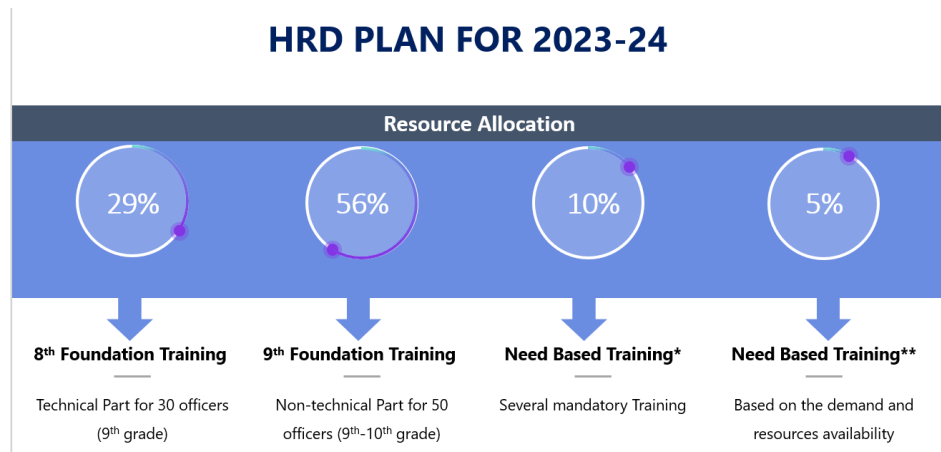 HRD PLAN FOR 2023-24
Resource Allocation
29%
56%
10%
5%
8th Foundation Training
9th Foundation Training
Need Based Training*
Need Based Training**
Technical Part for 30 officers
(9th grade)
Non-technical Part for 50
officers (9th-10th grade)
Several mandatory Training
Based on the demand and
resources availability